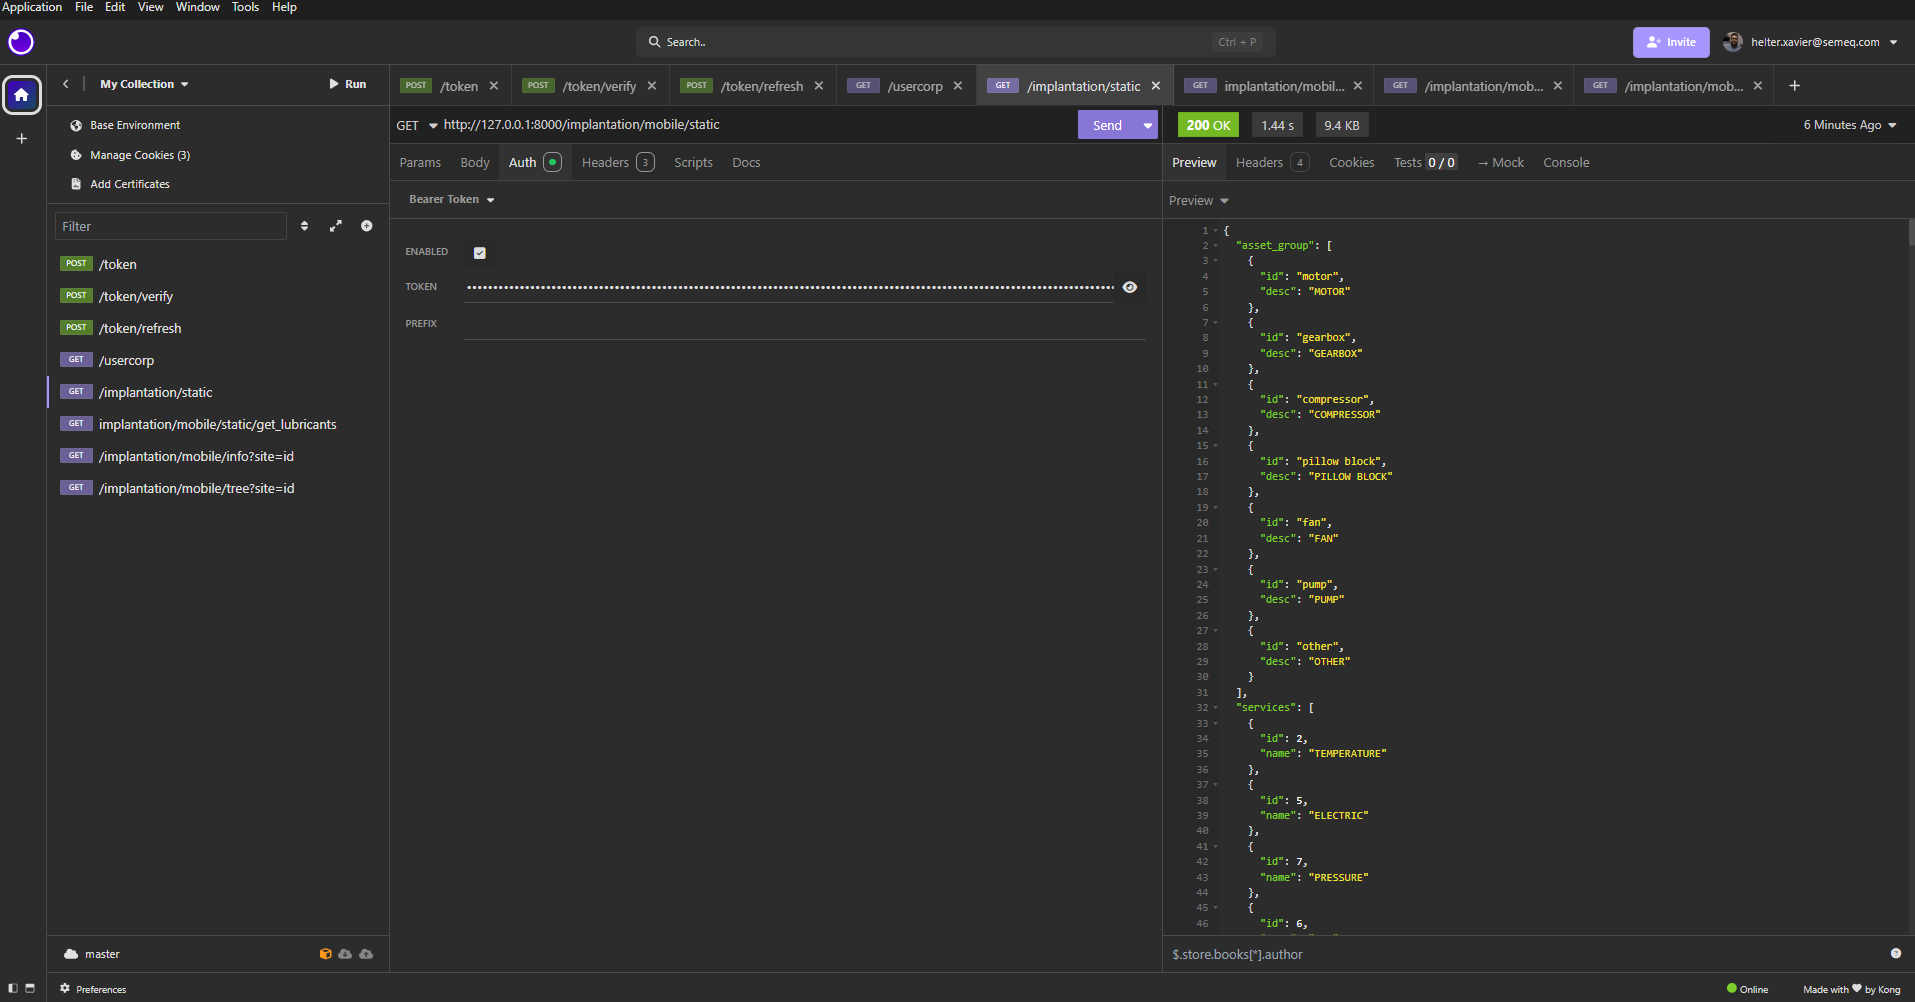 Application File Edit View Window Tools Help
Search.. Ctrl + P
Invite helter.xavier@semeq.com
My Collection Run
Base Environment
Manage Cookies (3)
Add Certificates
Filter
POST /token
POST /token/verify
POST /token/refresh
GET /usercorp
GET /implantation/static
GET implantation/mobile/static/get_lubricants
GET /implantation/mobile/info?site=id
GET /implantation/mobile/tree?site=id
master
Preferences
POST /token POST /token/verify POST /token/refresh GET /usercorp GET /implantation/static GET implantation/mobil... GET /implantation/mob... GET /implantation/mob...
GET http://127.0.0.1:8000/implantation/mobile/static Send
Params Body Auth Headers 3 Scripts Docs
Bearer Token
ENABLED
TOKEN
PREFIX
200 OK 1.44 s 9.4 KB 6 Minutes Ago
Preview Headers 4 Cookies Tests 0 / 0 → Mock Console
Preview
1 {
2 "asset_group": [
3 {
4 "id": "motor",
5 "desc": "MOTOR"
6 },
7 {
8 "id": "gearbox",
9 "desc": "GEARBOX"
10 },
11 {
12 "id": "compressor",
13 "desc": "COMPRESSOR"
14 },
15 {
16 "id": "pillow block",
17 "desc": "PILLOW BLOCK"
18 },
19 {
20 "id": "fan",
21 "desc": "FAN"
22 },
23 {
24 "id": "pump",
25 "desc": "PUMP"
26 },
27 {
28 "id": "other",
29 "desc": "OTHER"
30 }
31 ],
32 "services": [
33 {
34 "id": 2,
35 "name": "TEMPERATURE"
36 },
37 {
38 "id": 5,
39 "name": "ELECTRIC"
40 },
41 {
42 "id": 7,
43 "name": "PRESSURE"
44 },
45 {
46 "id": 6,
$.store.books[*].author
Online Made with ♥ by Kong